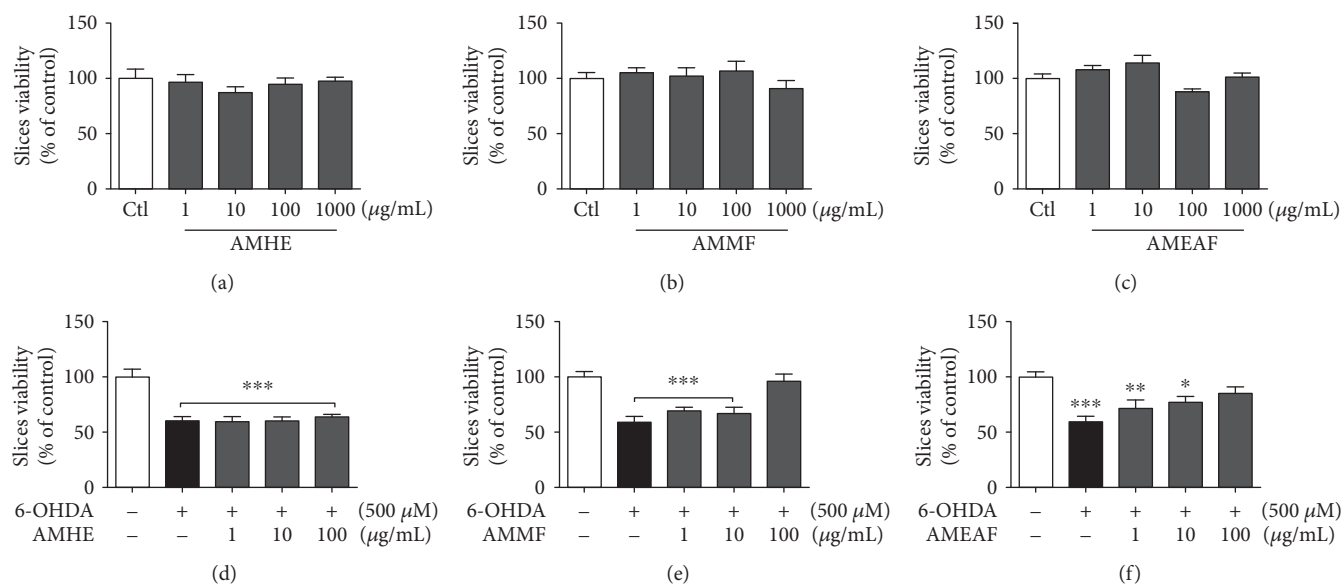 Slices viability
(% of control)
150
100
50
0
Ctl 1 10 100 1000 (μg/mL)
AMHE
(a)
Slices viability
(% of control)
150
100
50
0
Ctl 1 10 100 1000 (μg/mL)
AMMF
(b)
Slices viability
(% of control)
150
100
50
0
Ctl 1 10 100 1000 (μg/mL)
AMEAF
(c)
Slices viability
(% of control)
150
100
50
0
***
6-OHDA – + + + + (500 μM)
AMHE – – 1 10 100 (μg/mL)
(d)
Slices viability
(% of control)
150
100
50
0
***
6-OHDA – + + + + (500 μM)
AMMF – – 1 10 100 (μg/mL)
(e)
Slices viability
(% of control)
150
100
50
0
*** ** *
6-OHDA – + + + + (500 μM)
AMEAF – – 1 10 100 (μg/mL)
(f)